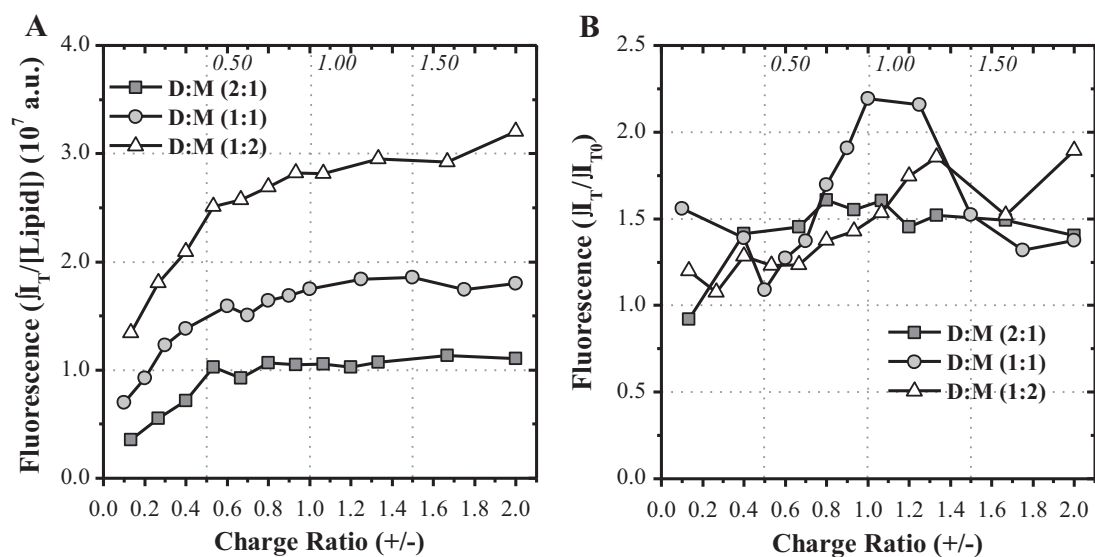 A
Fluorescence (∫I_T/[Lipid]) (10^7 a.u.)
4.0
3.0
2.0
1.0
0.0
0.50
1.00
1.50
D:M (2:1)
D:M (1:1)
D:M (1:2)
0.0 0.2 0.4 0.6 0.8 1.0 1.2 1.4 1.6 1.8 2.0
Charge Ratio (+/-)
B
Fluorescence (∫I_T/∫I_T0)
2.5
2.0
1.5
1.0
0.5
0.0
0.50
1.00
1.50
D:M (2:1)
D:M (1:1)
D:M (1:2)
0.0 0.2 0.4 0.6 0.8 1.0 1.2 1.4 1.6 1.8 2.0
Charge Ratio (+/-)